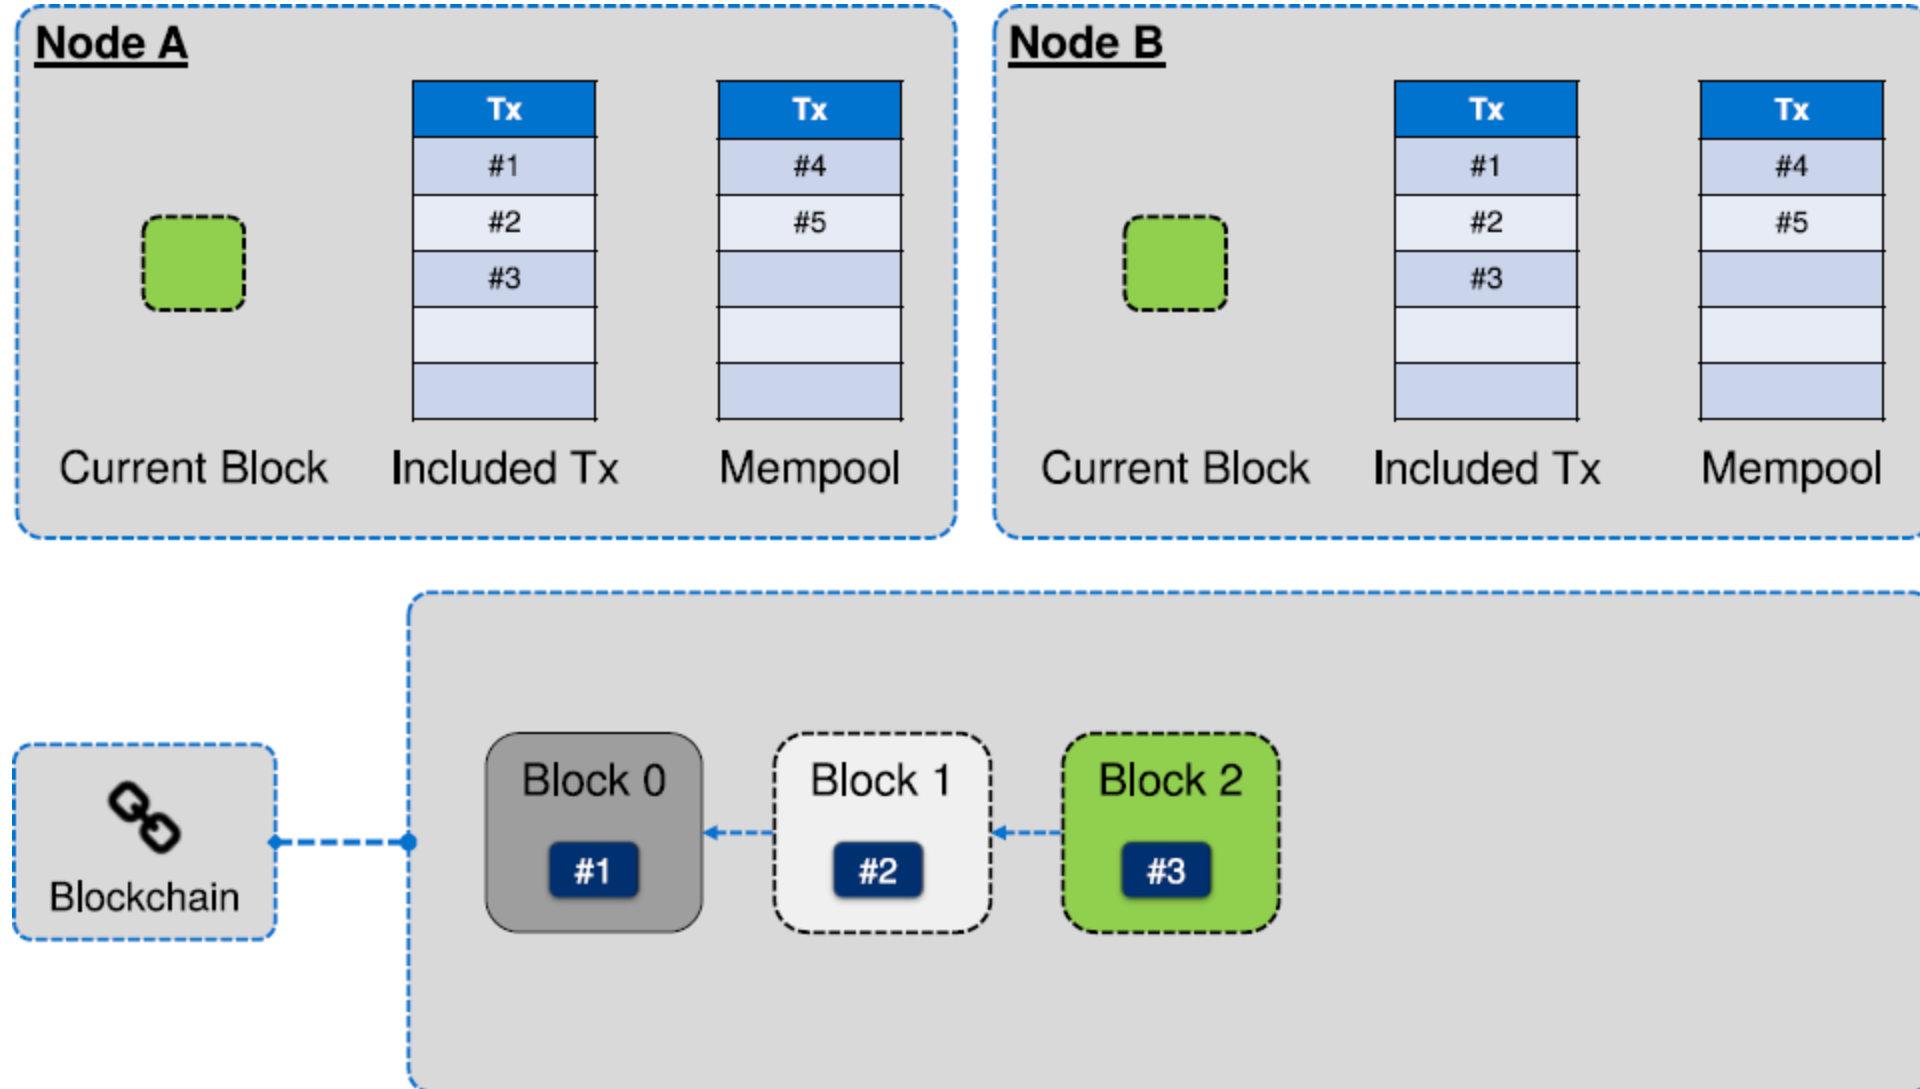 Node A
Tx
#1
#2
#3
Tx
#4
#5
Current Block
Included Tx
Mempool
Node B
Tx
#1
#2
#3
Tx
#4
#5
Current Block
Included Tx
Mempool
Blockchain
Block 0
#1
Block 1
#2
Block 2
#3